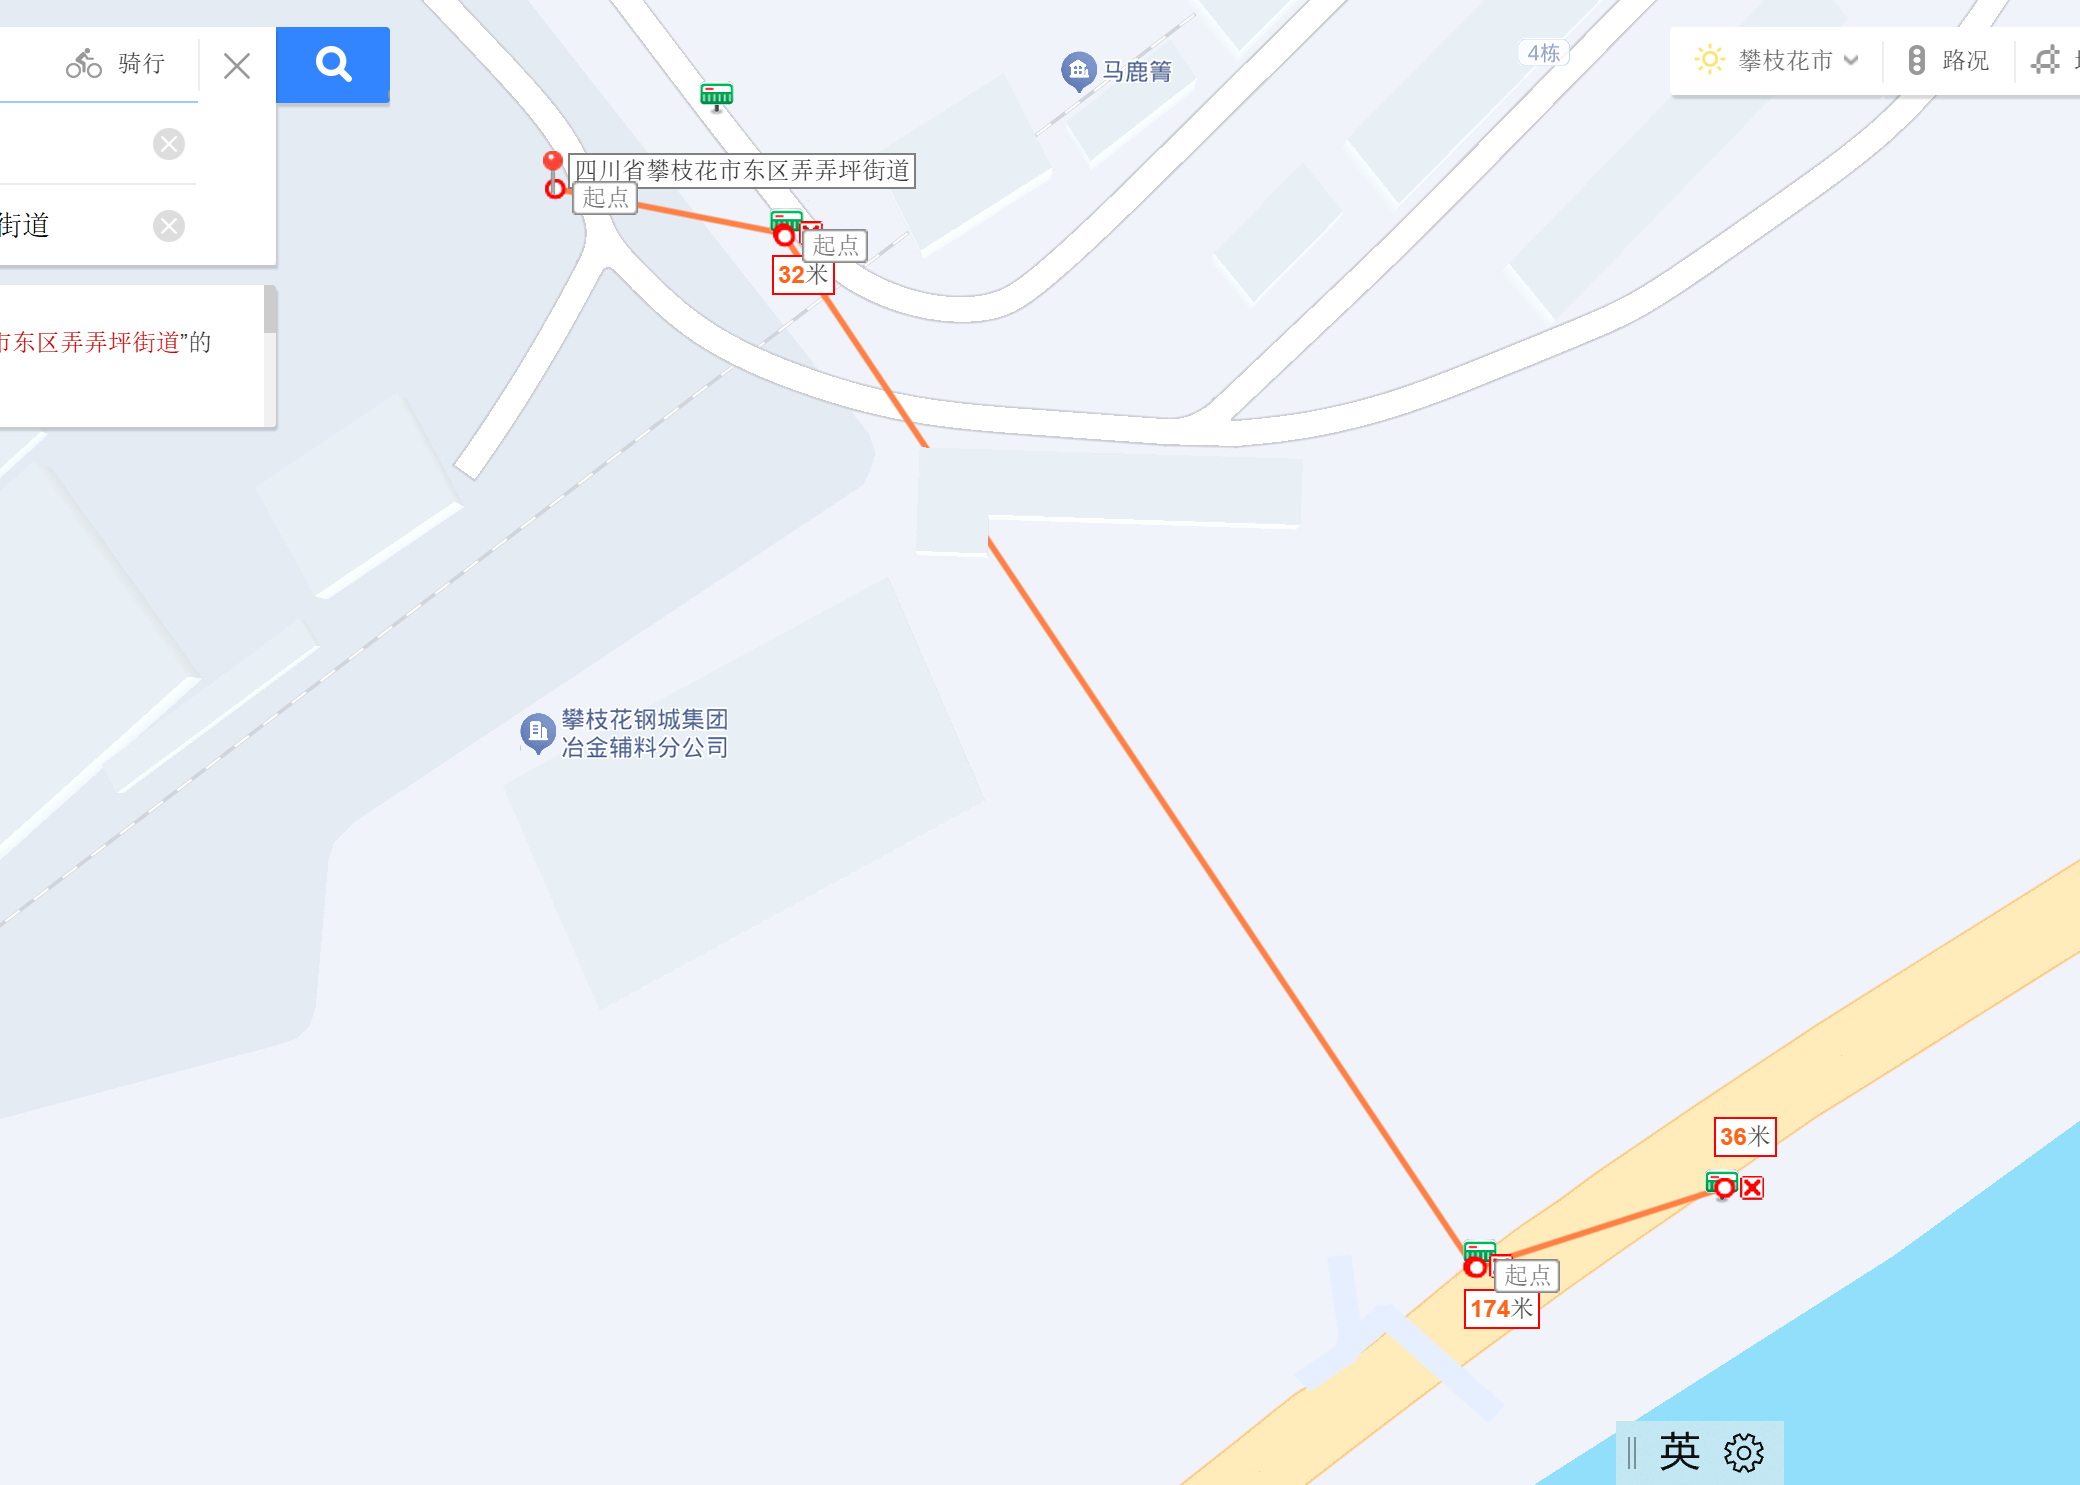 骑行
马鹿箐
4栋
攀枝花市
路况
四川省攀枝花市东区弄弄坪街道
起点
街道
起点
32米
市东区弄弄坪街道”的
攀枝花钢城集团
冶金辅料分公司
36米
起点
174米
英